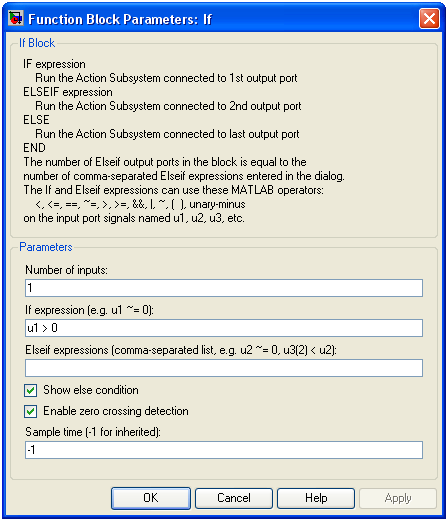 Function Block Parameters: If
If Block
IF expression
Run the Action Subsystem connected to 1st output port
ELSEIF expression
Run the Action Subsystem connected to 2nd output port
ELSE
Run the Action Subsystem connected to last output port
END
The number of Elseif output ports in the block is equal to the
number of comma-separated Elseif expressions entered in the dialog.
The If and Elseif expressions can use these MATLAB operators:
<, <=, ==, ~=, >, >=, &&, |, ~, ( ), unary-minus
on the input port signals named u1, u2, u3, etc.
Parameters
Number of inputs:
1
If expression (e.g. u1 ~= 0):
u1 > 0
Elseif expressions (comma-separated list, e.g. u2 ~= 0, u3(2) < u2):
Show else condition
Enable zero crossing detection
Sample time (-1 for inherited):
-1
OK
Cancel
Help
Apply